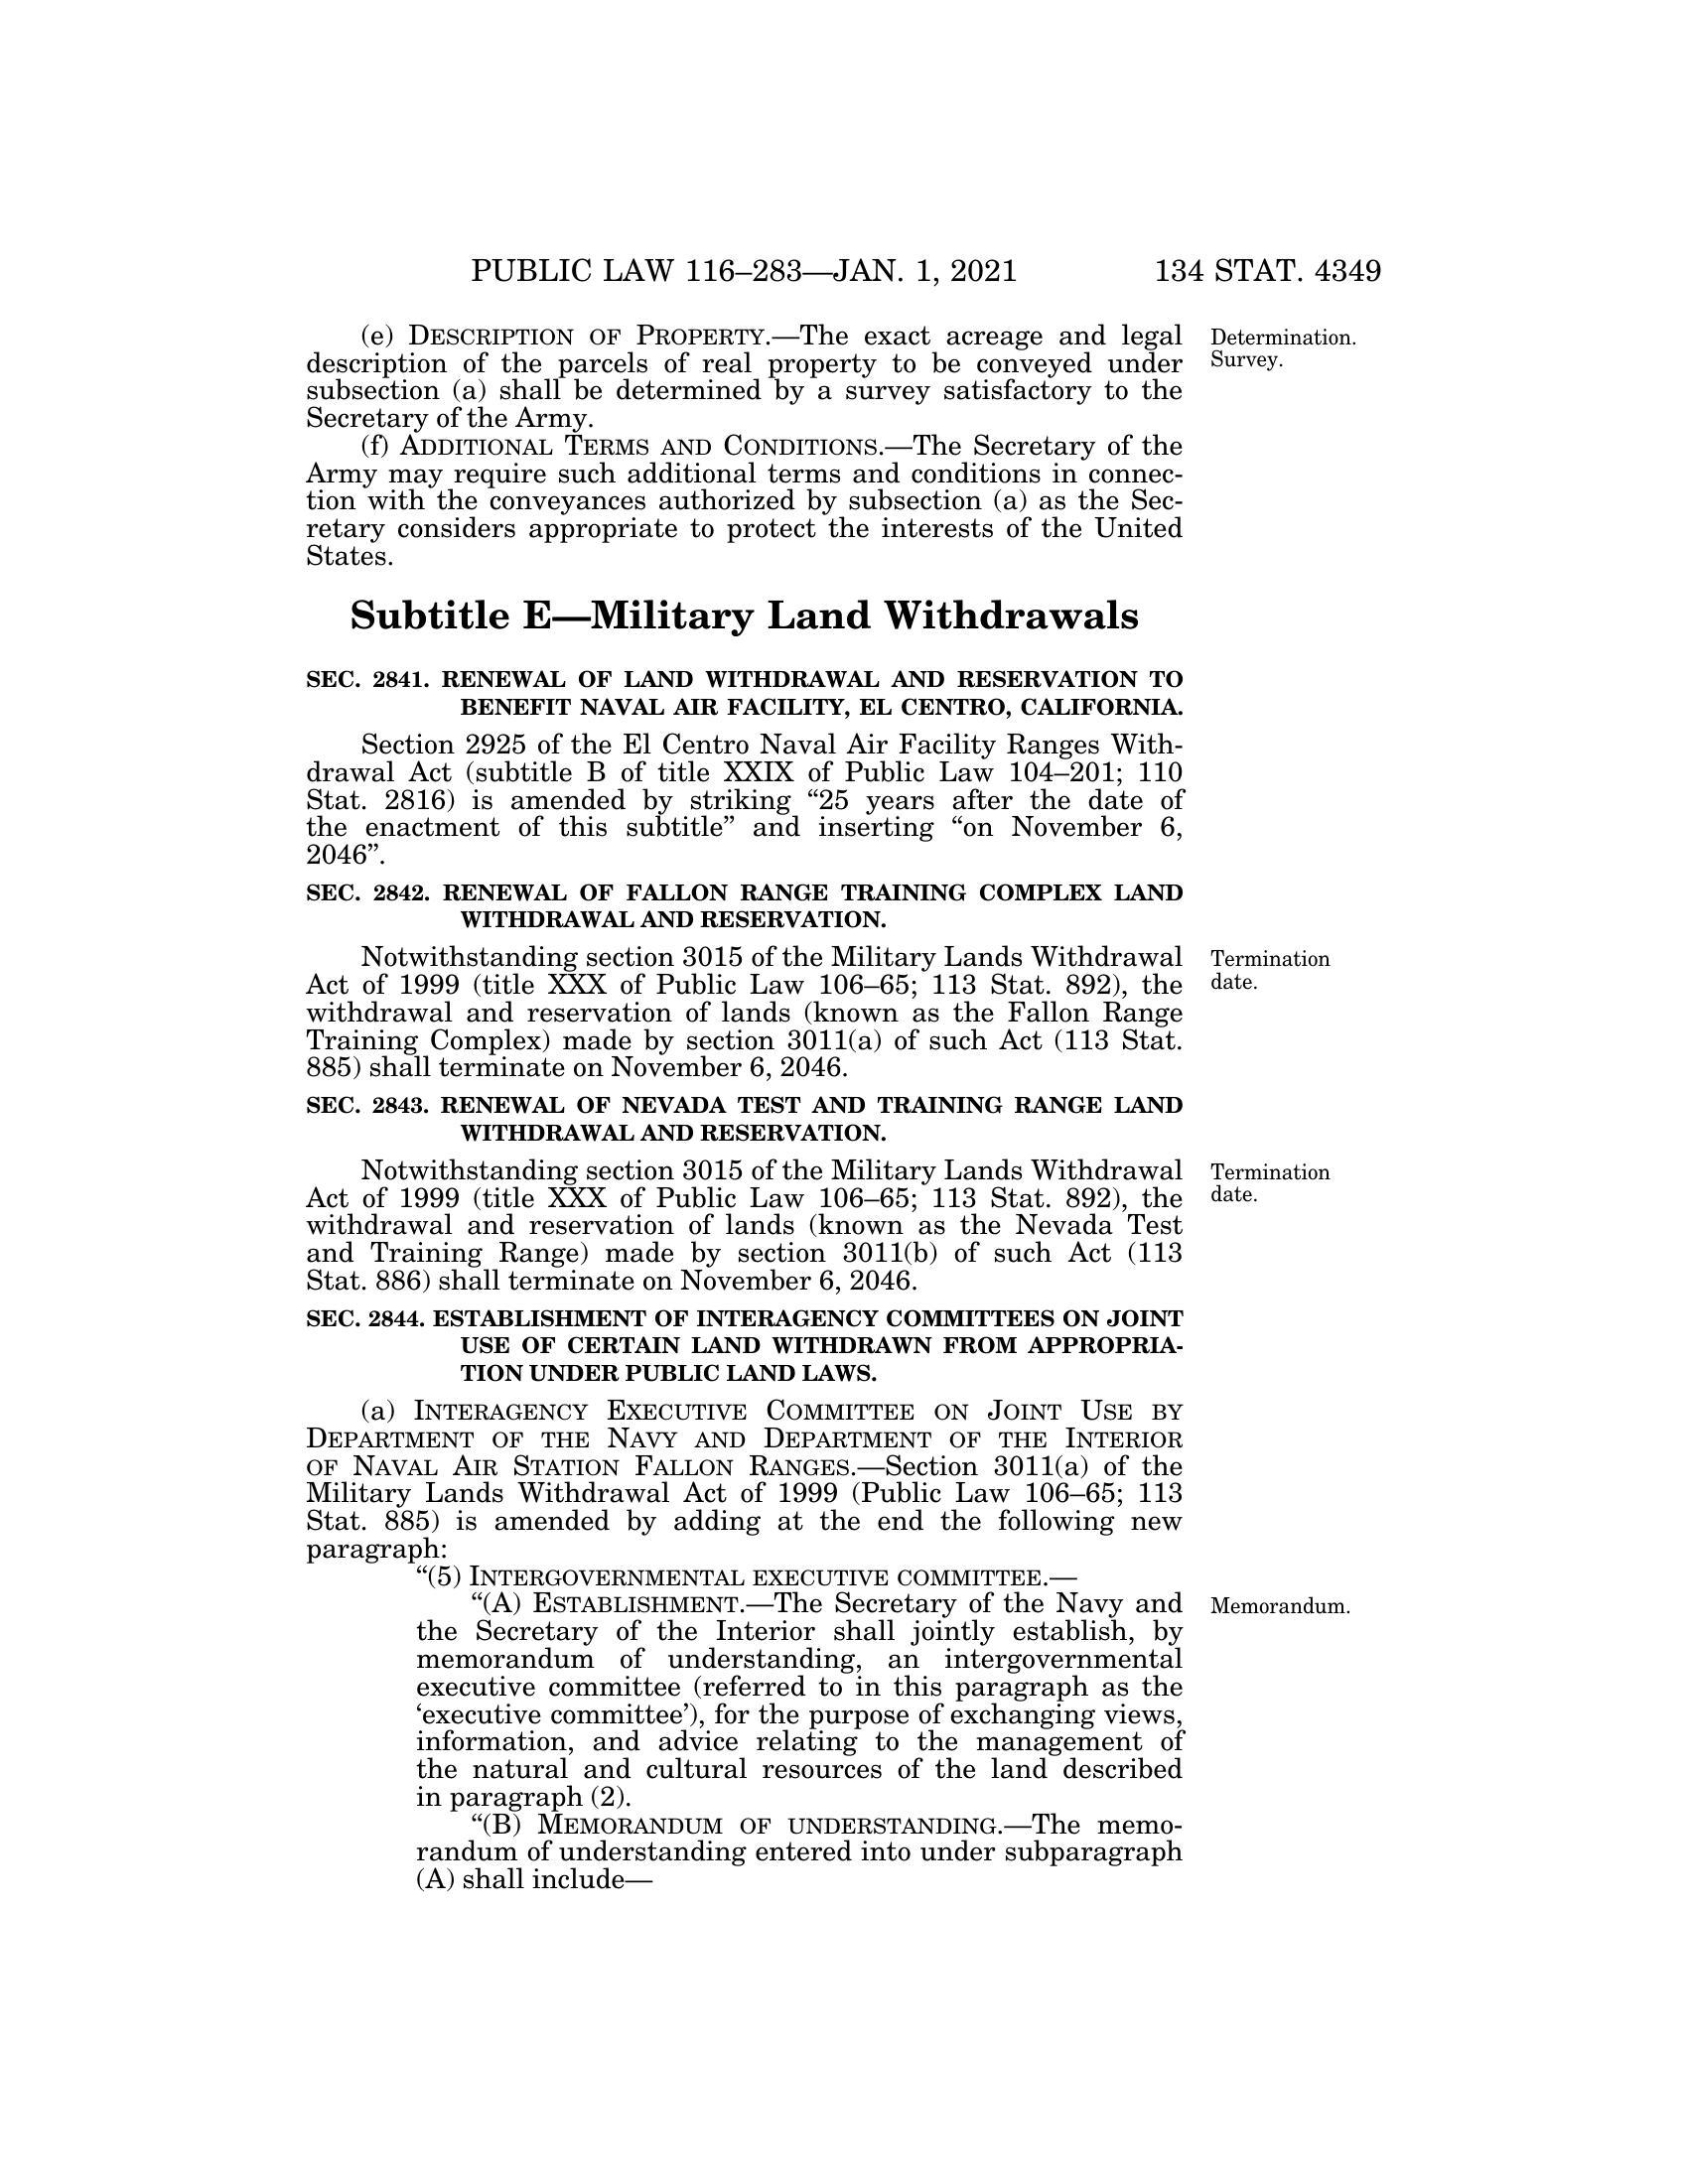 PUBLIC LAW 116–283—JAN. 1, 2021 134 STAT. 4349
(e) DESCRIPTION OF PROPERTY.—The exact acreage and legal
description of the parcels of real property to be conveyed under
subsection (a) shall be determined by a survey satisfactory to the
Secretary of the Army.
Determination.
Survey.
(f) ADDITIONAL TERMS AND CONDITIONS.—The Secretary of the
Army may require such additional terms and conditions in connec-
tion with the conveyances authorized by subsection (a) as the Sec-
retary considers appropriate to protect the interests of the United
States.
Subtitle E—Military Land Withdrawals
SEC. 2841. RENEWAL OF LAND WITHDRAWAL AND RESERVATION TO
BENEFIT NAVAL AIR FACILITY, EL CENTRO, CALIFORNIA.
Section 2925 of the El Centro Naval Air Facility Ranges With-
drawal Act (subtitle B of title XXIX of Public Law 104–201; 110
Stat. 2816) is amended by striking “25 years after the date of
the enactment of this subtitle” and inserting “on November 6,
2046”.
SEC. 2842. RENEWAL OF FALLON RANGE TRAINING COMPLEX LAND
WITHDRAWAL AND RESERVATION.
Notwithstanding section 3015 of the Military Lands Withdrawal
Act of 1999 (title XXX of Public Law 106–65; 113 Stat. 892), the
withdrawal and reservation of lands (known as the Fallon Range
Training Complex) made by section 3011(a) of such Act (113 Stat.
885) shall terminate on November 6, 2046.
Termination
date.
SEC. 2843. RENEWAL OF NEVADA TEST AND TRAINING RANGE LAND
WITHDRAWAL AND RESERVATION.
Notwithstanding section 3015 of the Military Lands Withdrawal
Act of 1999 (title XXX of Public Law 106–65; 113 Stat. 892), the
withdrawal and reservation of lands (known as the Nevada Test
and Training Range) made by section 3011(b) of such Act (113
Stat. 886) shall terminate on November 6, 2046.
Termination
date.
SEC. 2844. ESTABLISHMENT OF INTERAGENCY COMMITTEES ON JOINT
USE OF CERTAIN LAND WITHDRAWN FROM APPROPRIA-
TION UNDER PUBLIC LAND LAWS.
(a) INTERAGENCY EXECUTIVE COMMITTEE ON JOINT USE BY
DEPARTMENT OF THE NAVY AND DEPARTMENT OF THE INTERIOR
OF NAVAL AIR STATION FALLON RANGES.—Section 3011(a) of the
Military Lands Withdrawal Act of 1999 (Public Law 106–65; 113
Stat. 885) is amended by adding at the end the following new
paragraph:
“(5) INTERGOVERNMENTAL EXECUTIVE COMMITTEE.—
“(A) ESTABLISHMENT.—The Secretary of the Navy and
the Secretary of the Interior shall jointly establish, by
memorandum of understanding, an intergovernmental
executive committee (referred to in this paragraph as the
‘executive committee’), for the purpose of exchanging views,
information, and advice relating to the management of
the natural and cultural resources of the land described
in paragraph (2).
Memorandum.
“(B) MEMORANDUM OF UNDERSTANDING.—The memo-
randum of understanding entered into under subparagraph
(A) shall include—